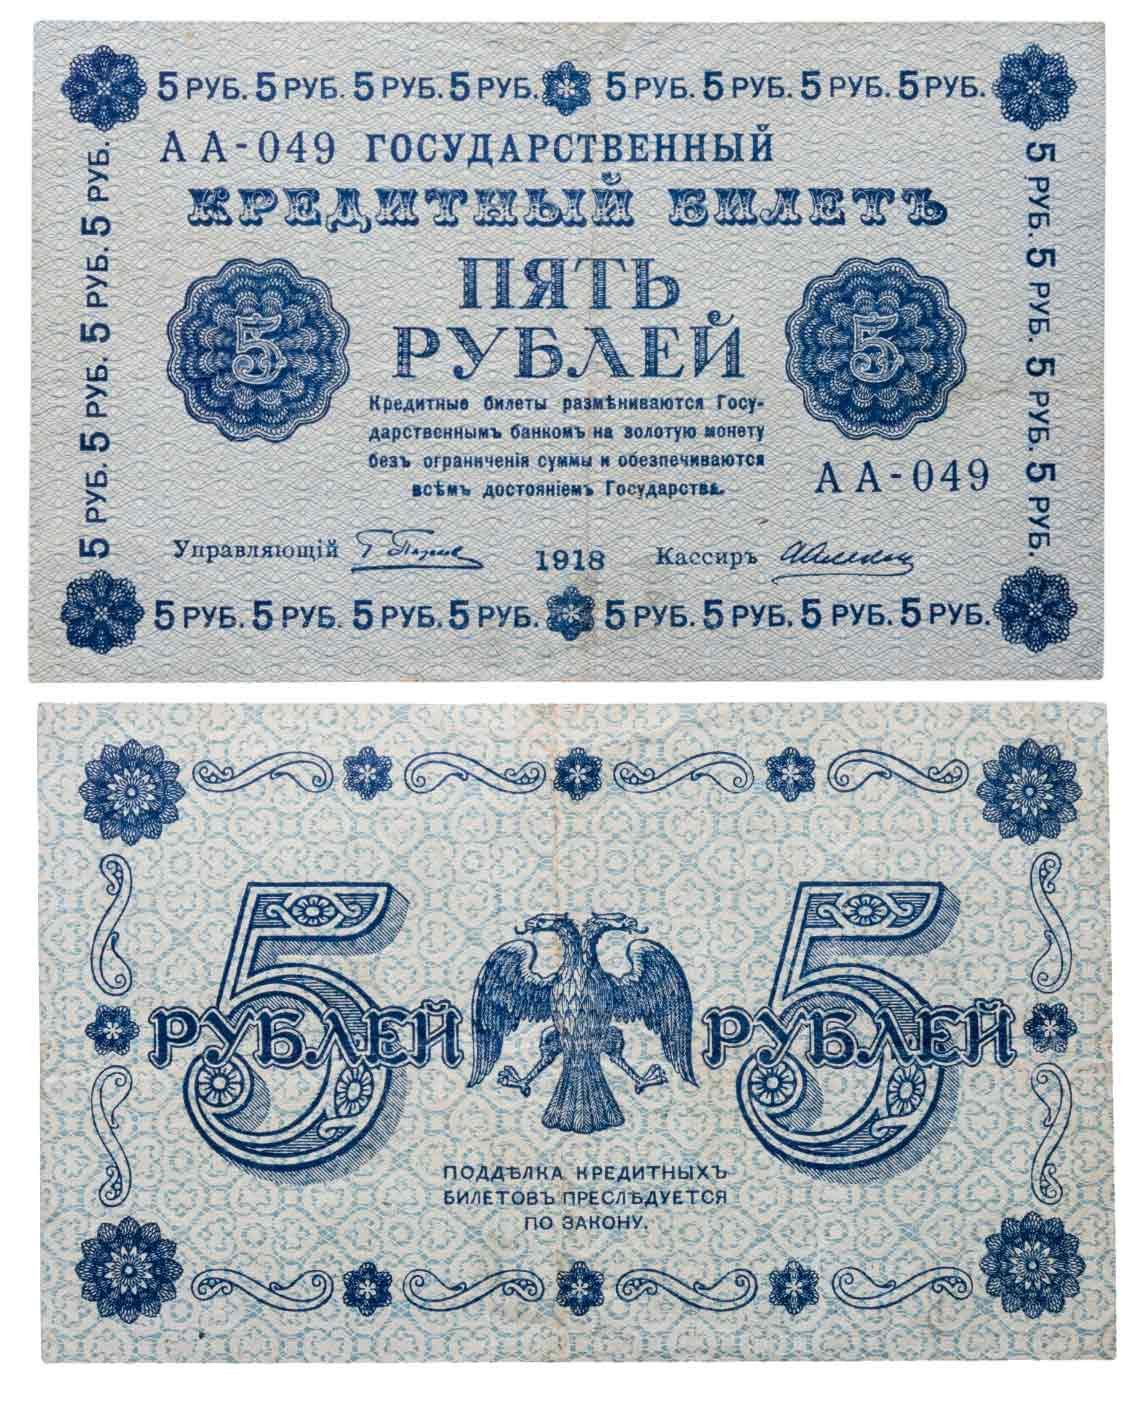 5 РУБ. 5 РУБ. 5 РУБ. 5 РУБ. 5 РУБ. 5 РУБ. 5 РУБ. 5 РУБ.
5 РУБ. 5 РУБ. 5 РУБ. 5 РУБ.
АА-049 ГОСУДАРСТВЕННЫЙ
КРЕДИТНЫЙ БИЛЕТЪ
ПЯТЬ
РУБЛЕЙ
5
5
Кредитные билеты размѣниваются Госу-
дарственнымъ банкомъ на золотую монету
безъ ограниченія суммы и обезпечиваются
всѣмъ достояніемъ Государства.
АА-049
Управляющій
1918
Кассиръ
5 РУБ. 5 РУБ. 5 РУБ. 5 РУБ.
5 РУБ. 5 РУБ. 5 РУБ. 5 РУБ. 5 РУБ. 5 РУБ. 5 РУБ. 5 РУБ.
5 5
РУБЛЕЙ РУБЛЕЙ
ПОДДѢЛКА КРЕДИТНЫХЪ
БИЛЕТОВЪ ПРЕСЛѢДУЕТСЯ
ПО ЗАКОНУ.